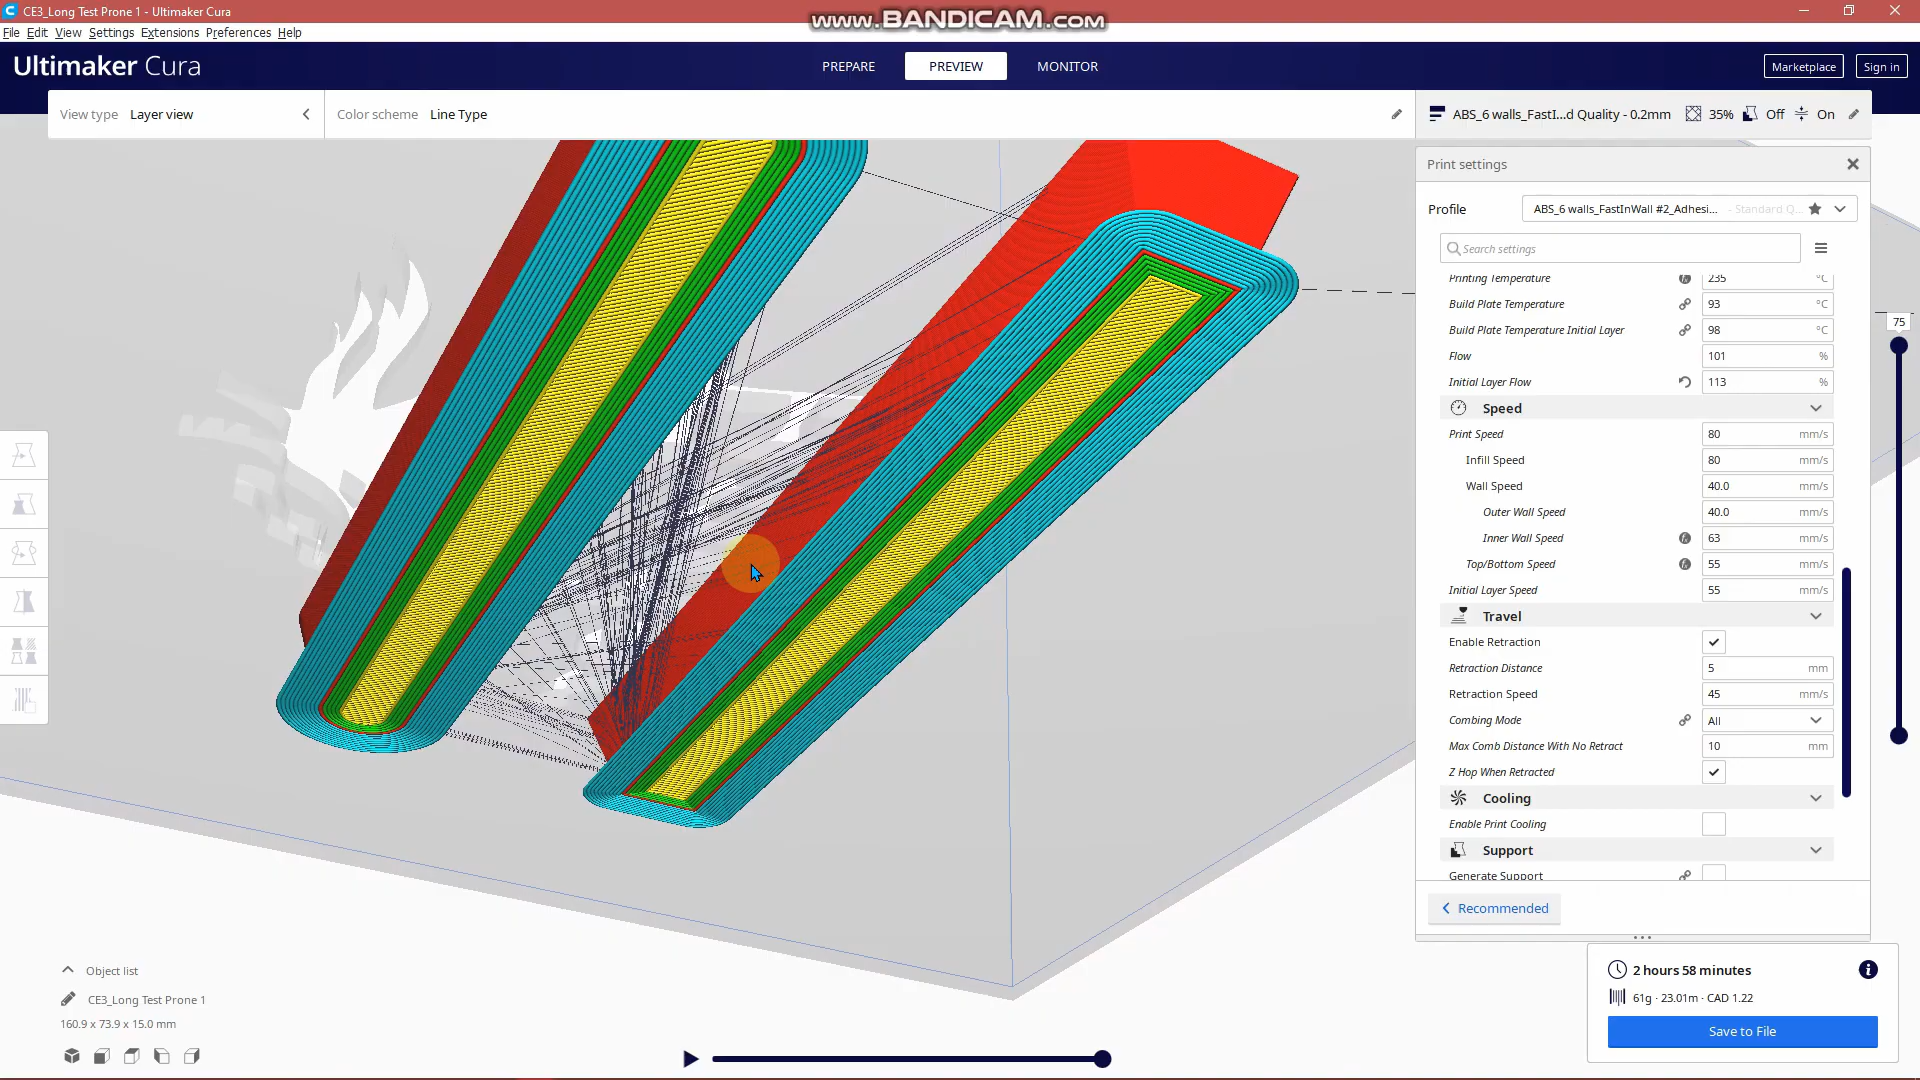 CE3_Long Test Prone 1 - Ultimaker Cura
www.BANDICAM.com
File Edit View Settings Extensions Preferences Help
Ultimaker Cura
PREPARE
PREVIEW
MONITOR
Marketplace
Sign in
View type Layer view
Color scheme Line Type
ABS_6 walls_FastI...d Quality - 0.2mm 35% Off On
Print settings
Profile ABS_6 walls_FastInWall #2_Adhesi... - Standard Q...
Search settings
Printing Temperature 235 °C
Build Plate Temperature 93 °C
Build Plate Temperature Initial Layer 98 °C
75
Flow 101 %
Initial Layer Flow 113 %
Speed
Print Speed 80 mm/s
Infill Speed 80 mm/s
Wall Speed 40.0 mm/s
Outer Wall Speed 40.0 mm/s
Inner Wall Speed 63 mm/s
Top/Bottom Speed 55 mm/s
Initial Layer Speed 55 mm/s
Travel
Enable Retraction
Retraction Distance 5 mm
Retraction Speed 45 mm/s
Combing Mode All
Max Comb Distance With No Retract 10 mm
Z Hop When Retracted
Cooling
Enable Print Cooling
Support
Generate Support
Recommended
Object list
CE3_Long Test Prone 1
160.9 x 73.9 x 15.0 mm
2 hours 58 minutes
61g · 23.01m · CAD 1.22
Save to File